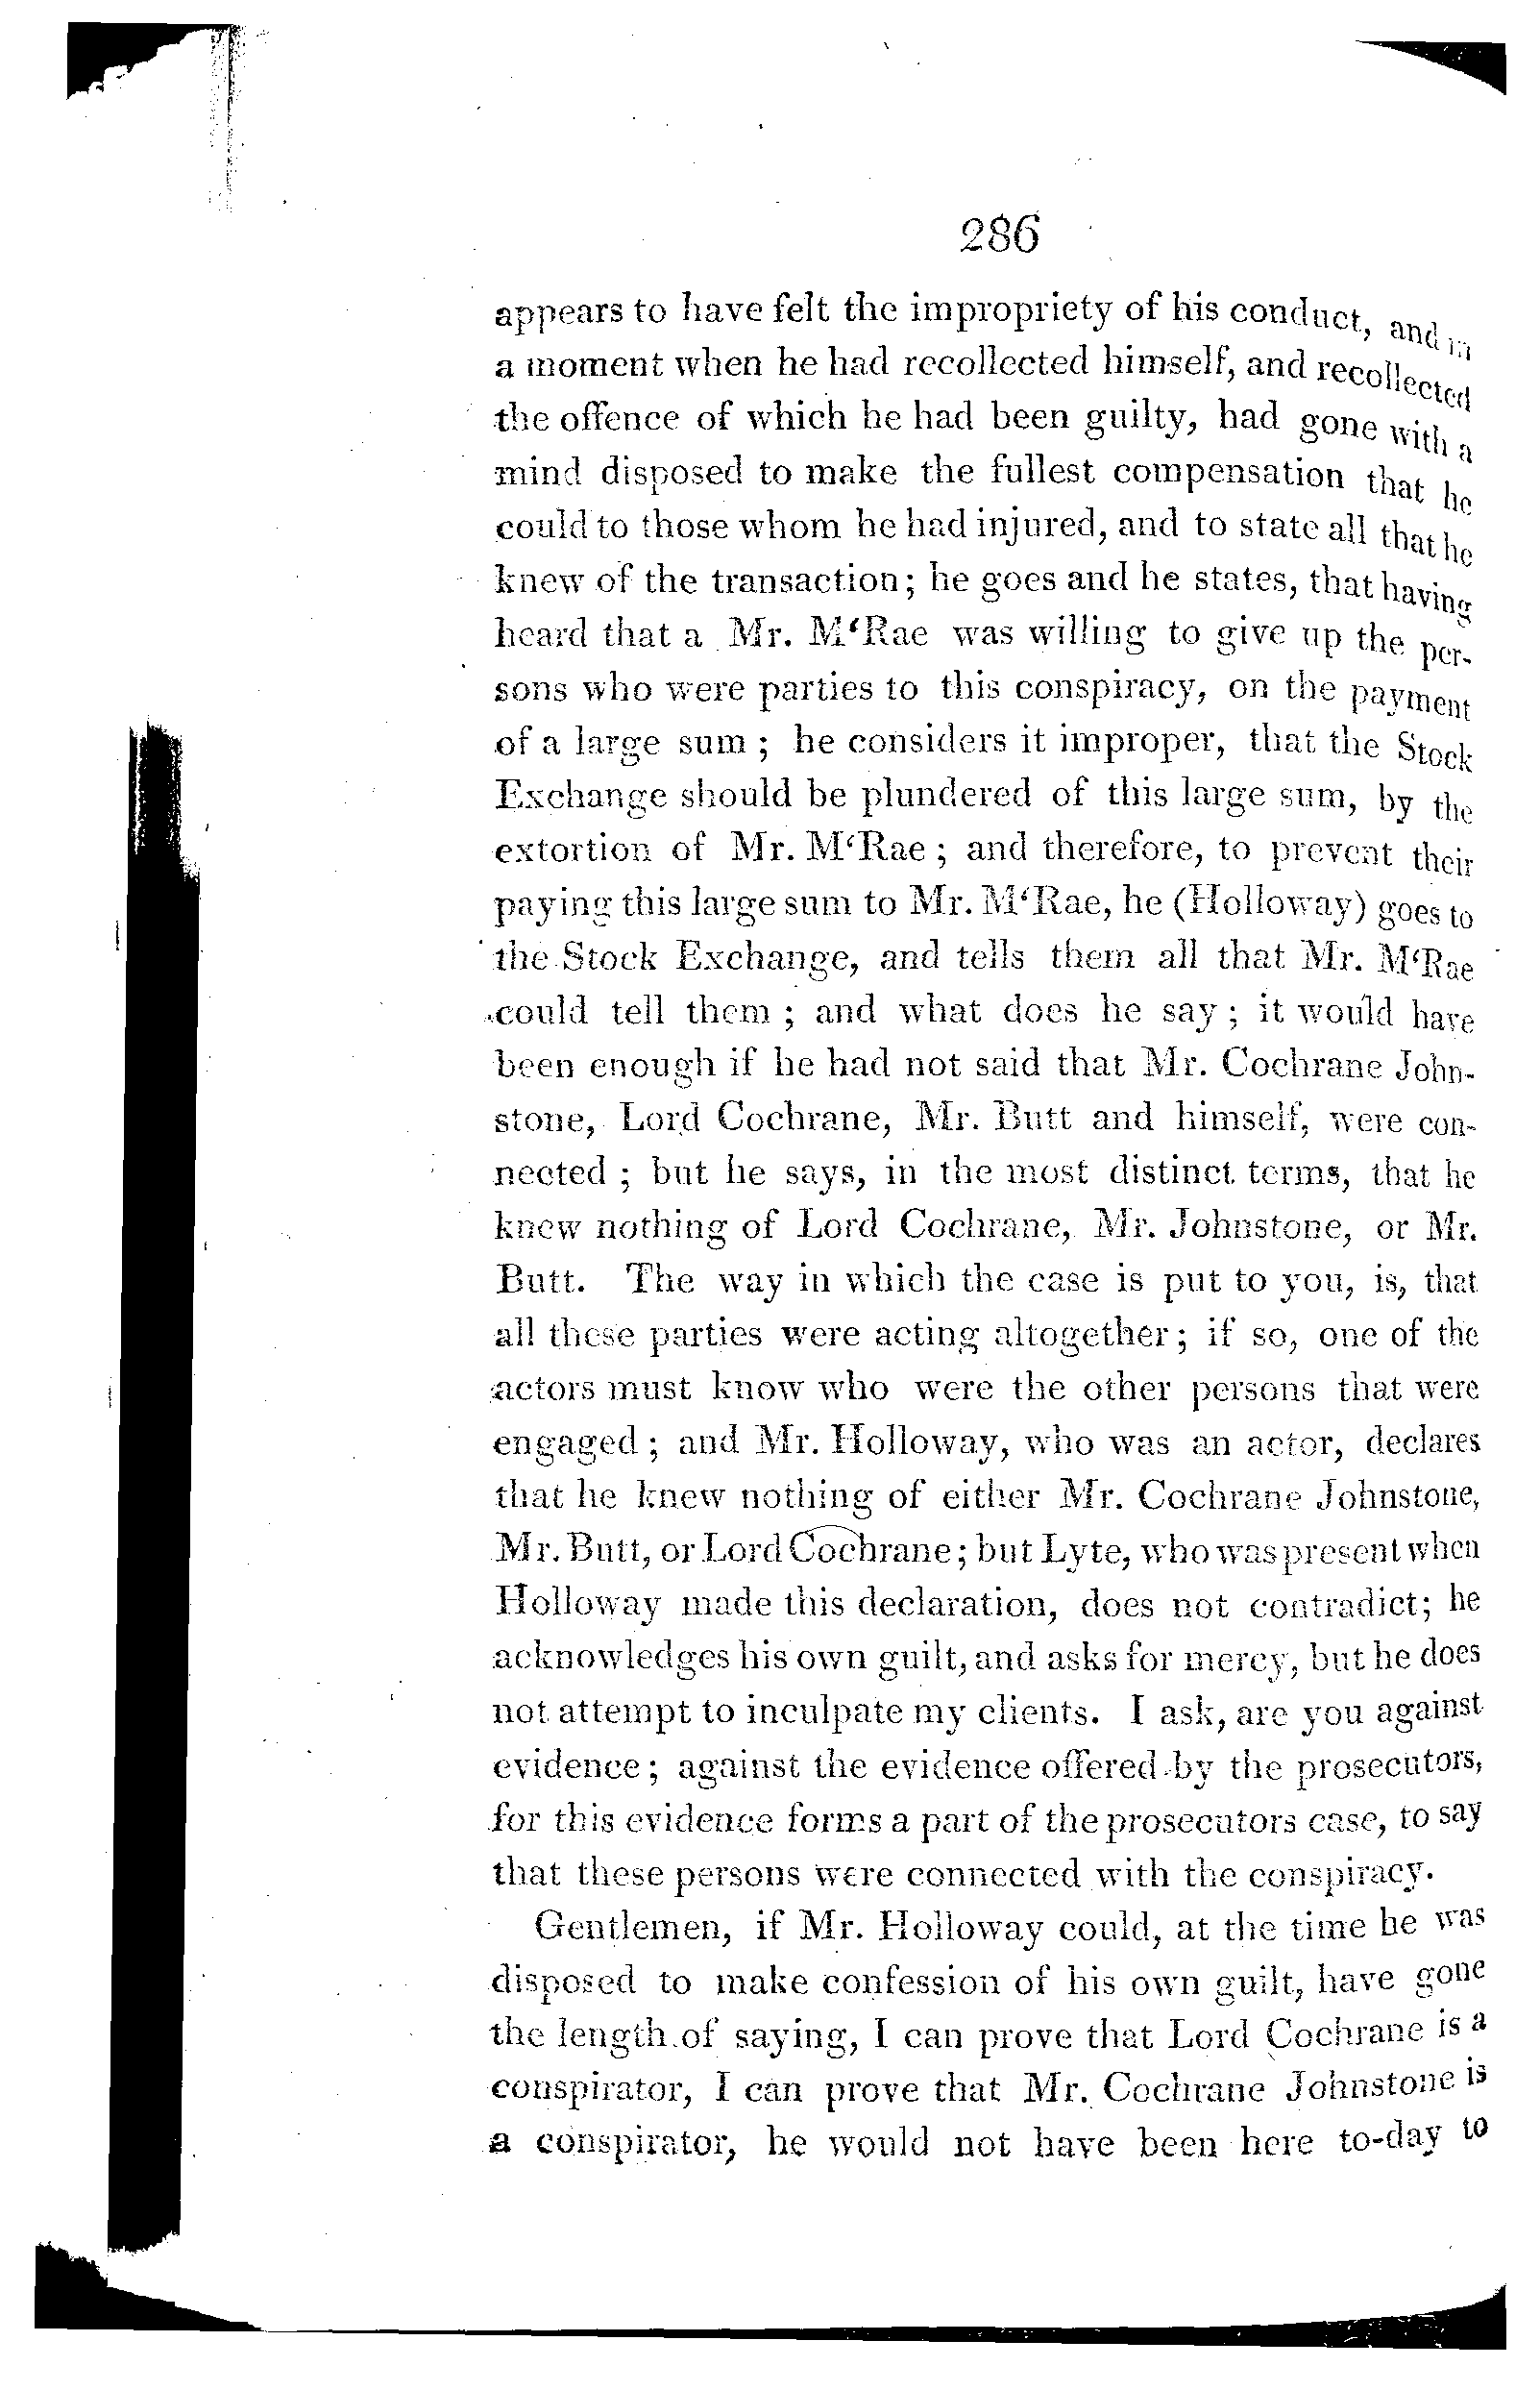 286
appears to have felt the impropriety of his conduct, and in
a moment when he had recollected himself, and recollected
the offence of which he had been guilty, had gone with a
mind disposed to make the fullest compensation that he
could to those whom he had injured, and to state all that he
knew of the transaction; he goes and he states, that having
heard that a Mr. M‘Rae was willing to give up the per-
sons who were parties to this conspiracy, on the payment
of a large sum; he considers it improper, that the Stock
Exchange should be plundered of this large sum, by the
extortion of Mr. M‘Rae; and therefore, to prevent their
paying this large sum to Mr. M‘Rae, he (Holloway) goes to
the Stock Exchange, and tells them all that Mr. M‘Rae
could tell them; and what does he say; it would have
been enough if he had not said that Mr. Cochrane John-
stone, Lord Cochrane, Mr. Butt and himself, were con-
nected; but he says, in the most distinct terms, that he
knew nothing of Lord Cochrane, Mr. Johnstone, or Mr.
Butt. The way in which the case is put to you, is, that
all these parties were acting altogether; if so, one of the
actors must know who were the other persons that were
engaged; and Mr. Holloway, who was an actor, declares
that he knew nothing of either Mr. Cochrane Johnstone,
Mr. Butt, or Lord Cochrane; but Lyte, who was present when
Holloway made this declaration, does not contradict; he
acknowledges his own guilt, and asks for mercy, but he does
not attempt to inculpate my clients. I ask, are you against
evidence; against the evidence offered by the prosecutors,
for this evidence forms a part of the prosecutors case, to say
that these persons were connected with the conspiracy.
Gentlemen, if Mr. Holloway could, at the time he was
disposed to make confession of his own guilt, have gone
the length of saying, I can prove that Lord Cochrane is a
conspirator, I can prove that Mr. Cochrane Johnstone is
a conspirator, he would not have been here to-day to